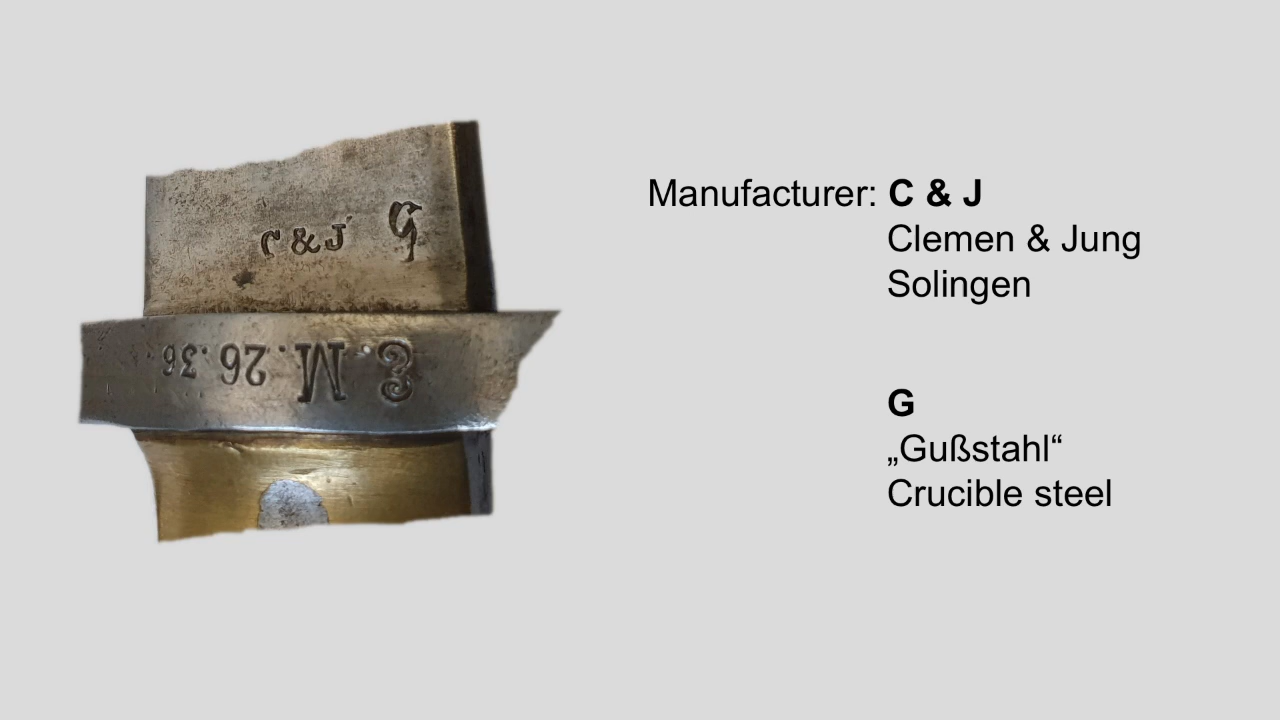 Manufacturer: C & J
Clemen & Jung
Solingen
G
„Gußstahl“
Crucible steel
C & J G
E. M. 26. 36.